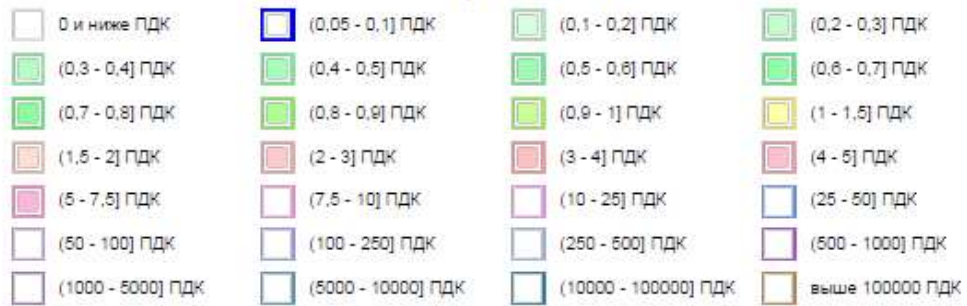 0 и ниже ПДК (0,05 - 0,1] ПДК (0,1 - 0,2] ПДК (0,2 - 0,3] ПДК
(0,3 - 0,4] ПДК (0,4 - 0,5] ПДК (0,5 - 0,6] ПДК (0,6 - 0,7] ПДК
(0,7 - 0,8] ПДК (0,8 - 0,9] ПДК (0,9 - 1] ПДК (1 - 1,5] ПДК
(1,5 - 2] ПДК (2 - 3] ПДК (3 - 4] ПДК (4 - 5] ПДК
(5 - 7,5] ПДК (7,5 - 10] ПДК (10 - 25] ПДК (25 - 50] ПДК
(50 - 100] ПДК (100 - 250] ПДК (250 - 500] ПДК (500 - 1000] ПДК
(1000 - 5000] ПДК (5000 - 10000] ПДК (10000 - 100000] ПДК выше 100000 ПДК